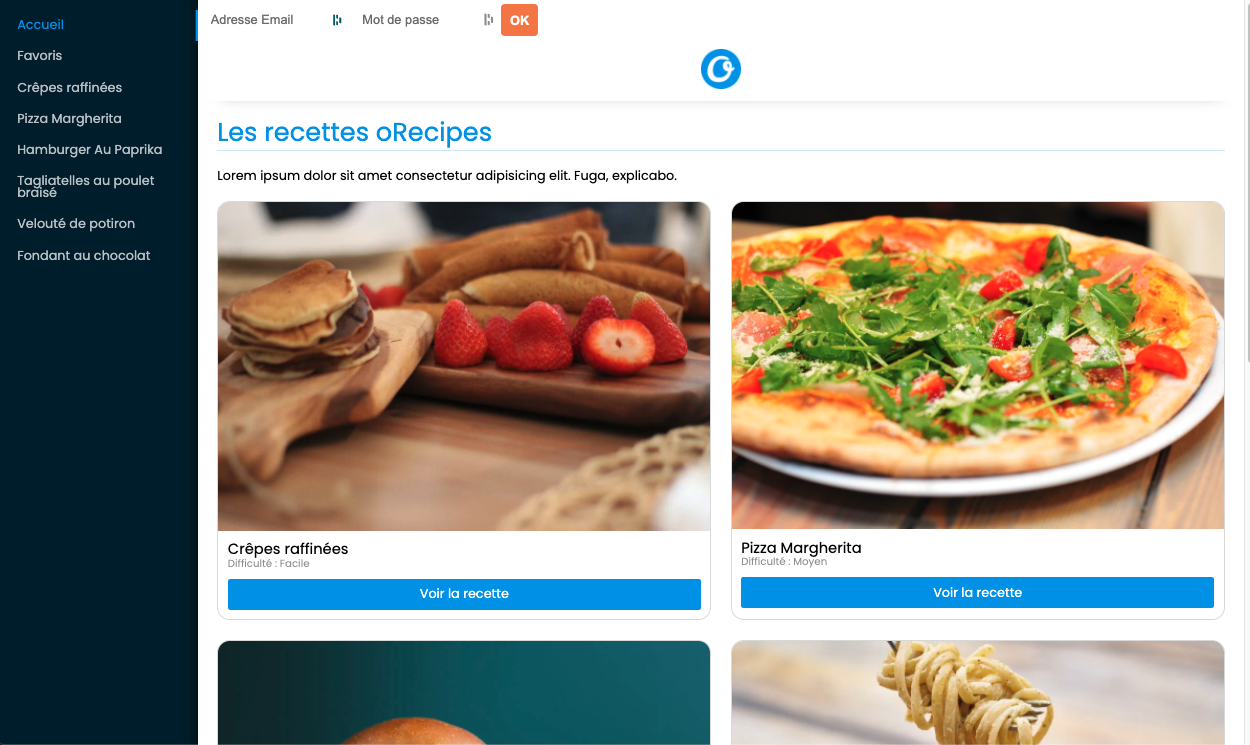 Accueil
Favoris
Crêpes raffinées
Pizza Margherita
Hamburger Au Paprika
Tagliatelles au poulet
braisé
Velouté de potiron
Fondant au chocolat
Adresse Email
Mot de passe
OK
Les recettes oRecipes
Lorem ipsum dolor sit amet consectetur adipisicing elit. Fuga, explicabo.
Crêpes raffinées
Difficulté : Facile
Voir la recette
Pizza Margherita
Difficulté : Moyen
Voir la recette